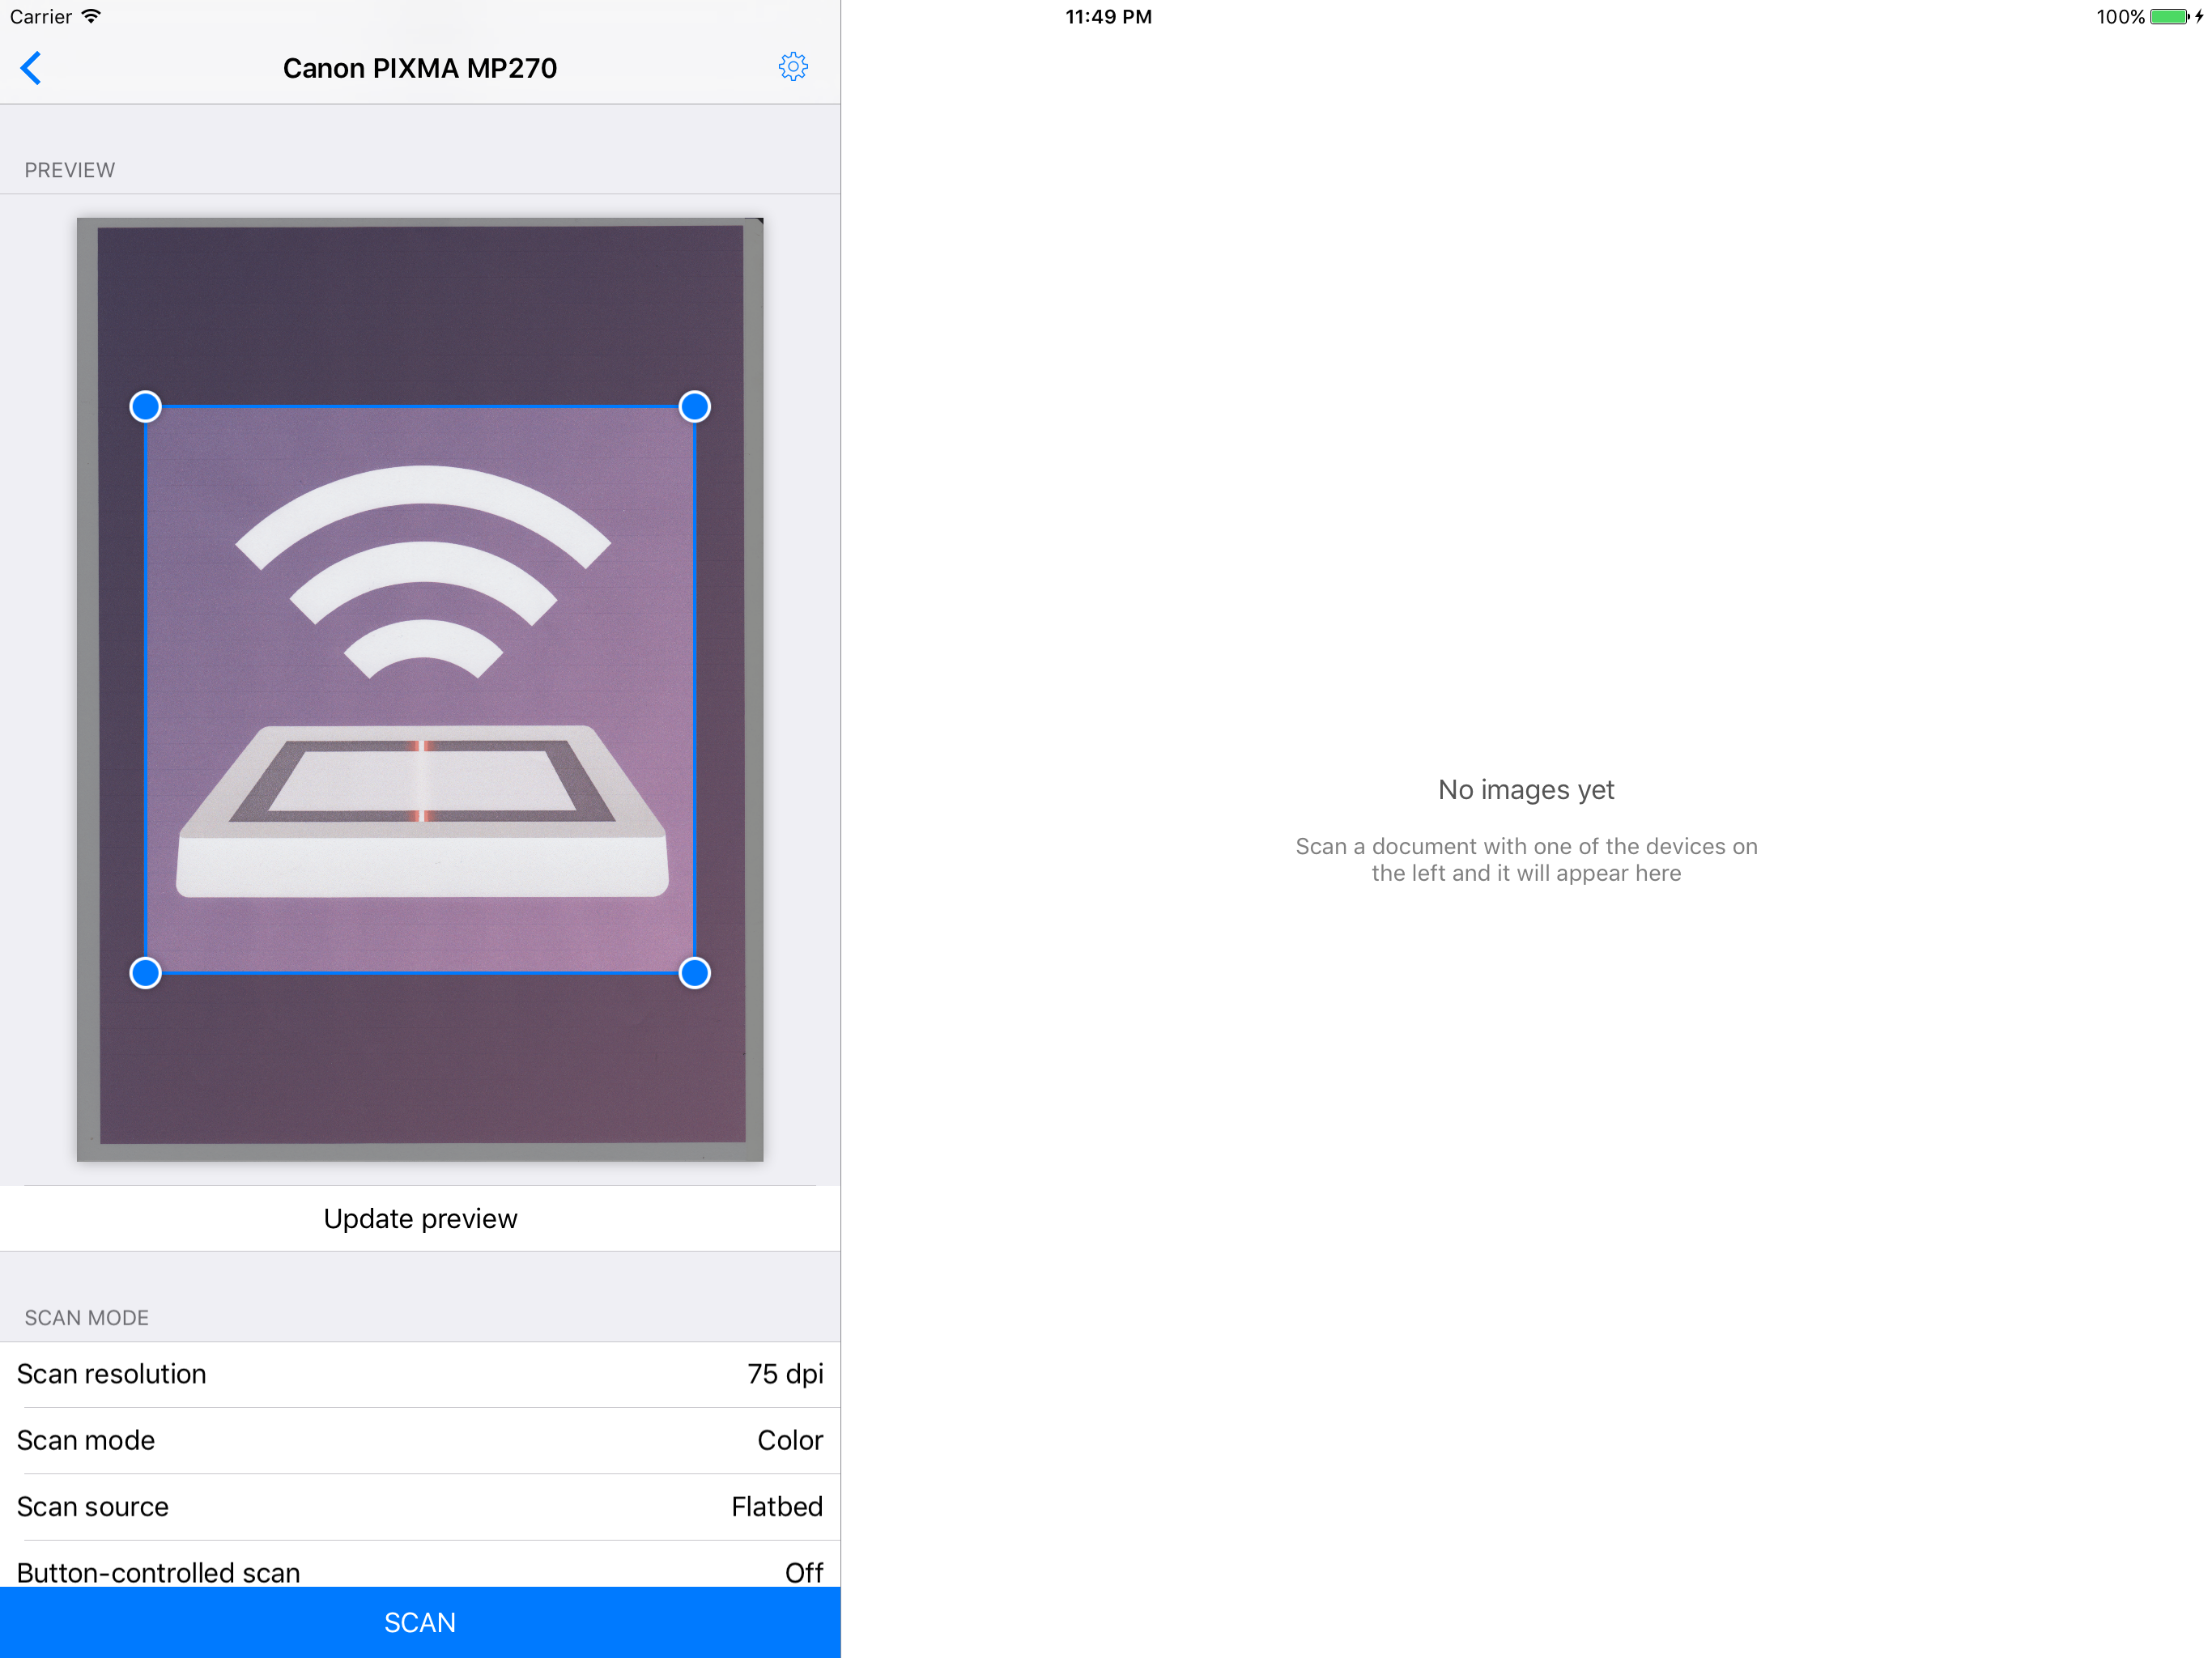 Carrier
11:49 PM
100%
Canon PIXMA MP270
PREVIEW
Update preview
SCAN MODE
Scan resolution 75 dpi
Scan mode Color
Scan source Flatbed
Button-controlled scan Off
SCAN
No images yet
Scan a document with one of the devices on
the left and it will appear here